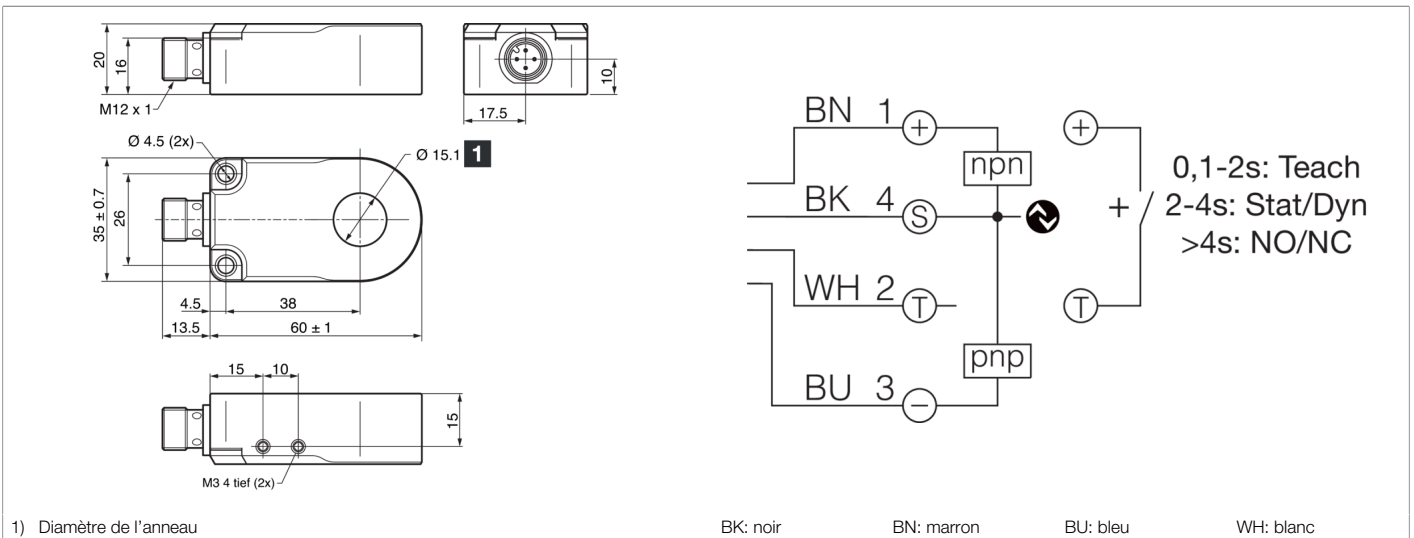 20
16
M12 x 1
10
17.5
Ø 4.5 (2x)
Ø 15.1 1
35 ± 0.7
26
4.5
38
13.5
60 ± 1
15
10
15
M3 4 tief (2x)
BN 1 +
npn
BK 4 S
WH 2 T
pnp
BU 3 −
+
+
T
0,1-2s: Teach
2-4s: Stat/Dyn
>4s: NO/NC
1) Diamètre de l'anneau
BK: noir BN: marron BU: bleu WH: blanc